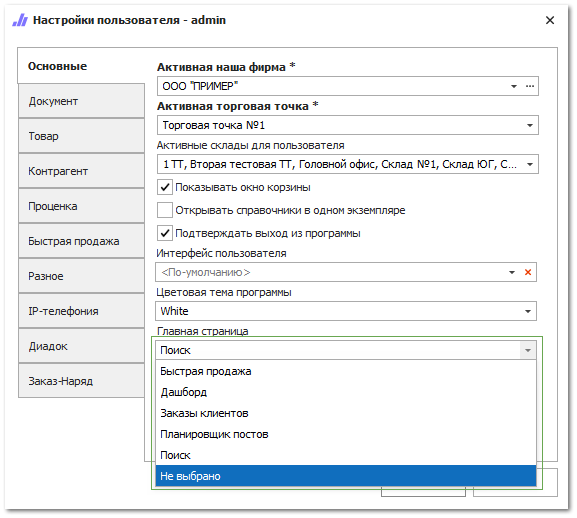 Настройки пользователя - admin
Основные
Документ
Товар
Контрагент
Проценка
Быстрая продажа
Разное
IP-телефония
Диадок
Заказ-Наряд
Активная наша фирма *
ООО "ПРИМЕР"
Активная торговая точка *
Торговая точка №1
Активные склады для пользователя
1 ТТ, Вторая тестовая ТТ, Головной офис, Склад №1, Склад ЮГ, С...
Показывать окно корзины
Открывать справочники в одном экземпляре
Подтверждать выход из программы
Интерфейс пользователя
<По-умолчанию>
Цветовая тема программы
White
Главная страница
Поиск
Быстрая продажа
Дашборд
Заказы клиентов
Планировщик постов
Поиск
Не выбрано